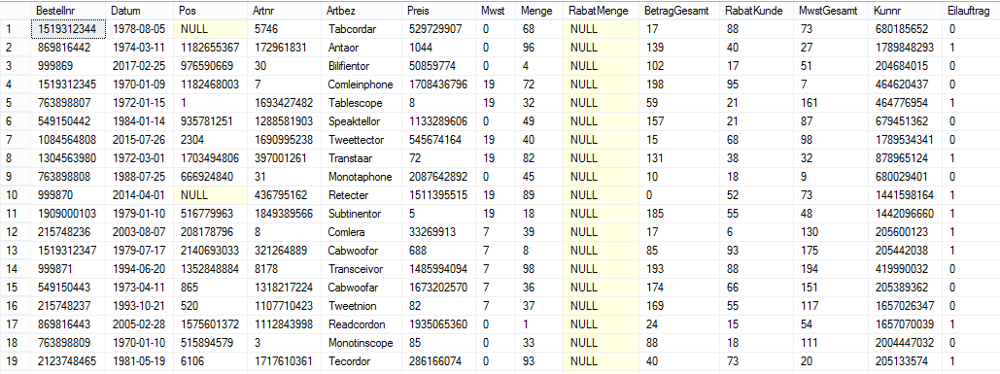 Bestellnr Datum Pos Artnr Artbez Preis Mwst Menge RabatMenge BetragGesamt RabatKunde MwstGesamt Kunnr Eilauftrag
1 1519312344 1978-08-05 NULL 5746 Tabcordar 529729907 0 68 NULL 17 88 73 680185652 0
2 869816442 1974-03-11 1182655367 172961831 Antaor 1044 0 96 NULL 139 40 27 1789848293 1
3 999869 2017-02-25 976590669 30 Bilifientor 50859774 0 4 NULL 102 17 51 204684015 0
4 1519312345 1970-01-09 1182468003 7 Comleinphone 1708436796 19 72 NULL 198 95 7 464620437 0
5 763898807 1972-01-15 1 1693427482 Tablescope 8 19 32 NULL 59 21 161 464776954 1
6 549150442 1984-01-14 935781251 1288581903 Speaktellor 1133289606 0 49 NULL 157 21 87 679451362 0
7 1084564808 2015-07-26 2304 1690995238 Tweettector 545674164 19 40 NULL 15 68 98 1789534341 0
8 1304563980 1972-03-01 1703494806 397001261 Transtaar 72 19 82 NULL 131 38 32 878965124 1
9 763898808 1988-07-25 666924840 31 Monotaphone 2087642892 0 45 NULL 10 18 9 680029401 0
10 999870 2014-04-01 NULL 436795162 Retecter 1511395515 19 89 NULL 0 52 73 1441598164 1
11 1909000103 1979-01-10 516779963 1849389566 Subtinentor 5 19 18 NULL 185 55 48 1442096660 1
12 215748236 2003-08-07 208178796 8 Comlera 33269913 7 39 NULL 17 6 130 205600123 1
13 1519312347 1979-07-17 2140693033 321264889 Cabwoofor 688 7 8 NULL 85 93 175 205442038 1
14 999871 1994-06-20 1352848884 8178 Transceivor 1485994094 7 98 NULL 193 88 194 419990032 0
15 549150443 1973-04-11 865 1318217224 Cabwoofar 1673202570 7 36 NULL 174 66 151 205389362 0
16 215748237 1993-10-21 520 1107710423 Tweetnion 82 7 37 NULL 169 55 117 1657026347 0
17 869816443 2005-02-28 1575601372 1112843998 Readcordon 1935065360 0 1 NULL 24 15 54 1657070039 1
18 763898809 1970-01-10 515894579 3 Monotinscope 85 0 33 NULL 88 18 111 2004447032 0
19 2123748465 1981-05-19 6106 1717610361 Tecordor 286166074 0 93 NULL 40 73 20 205133574 1